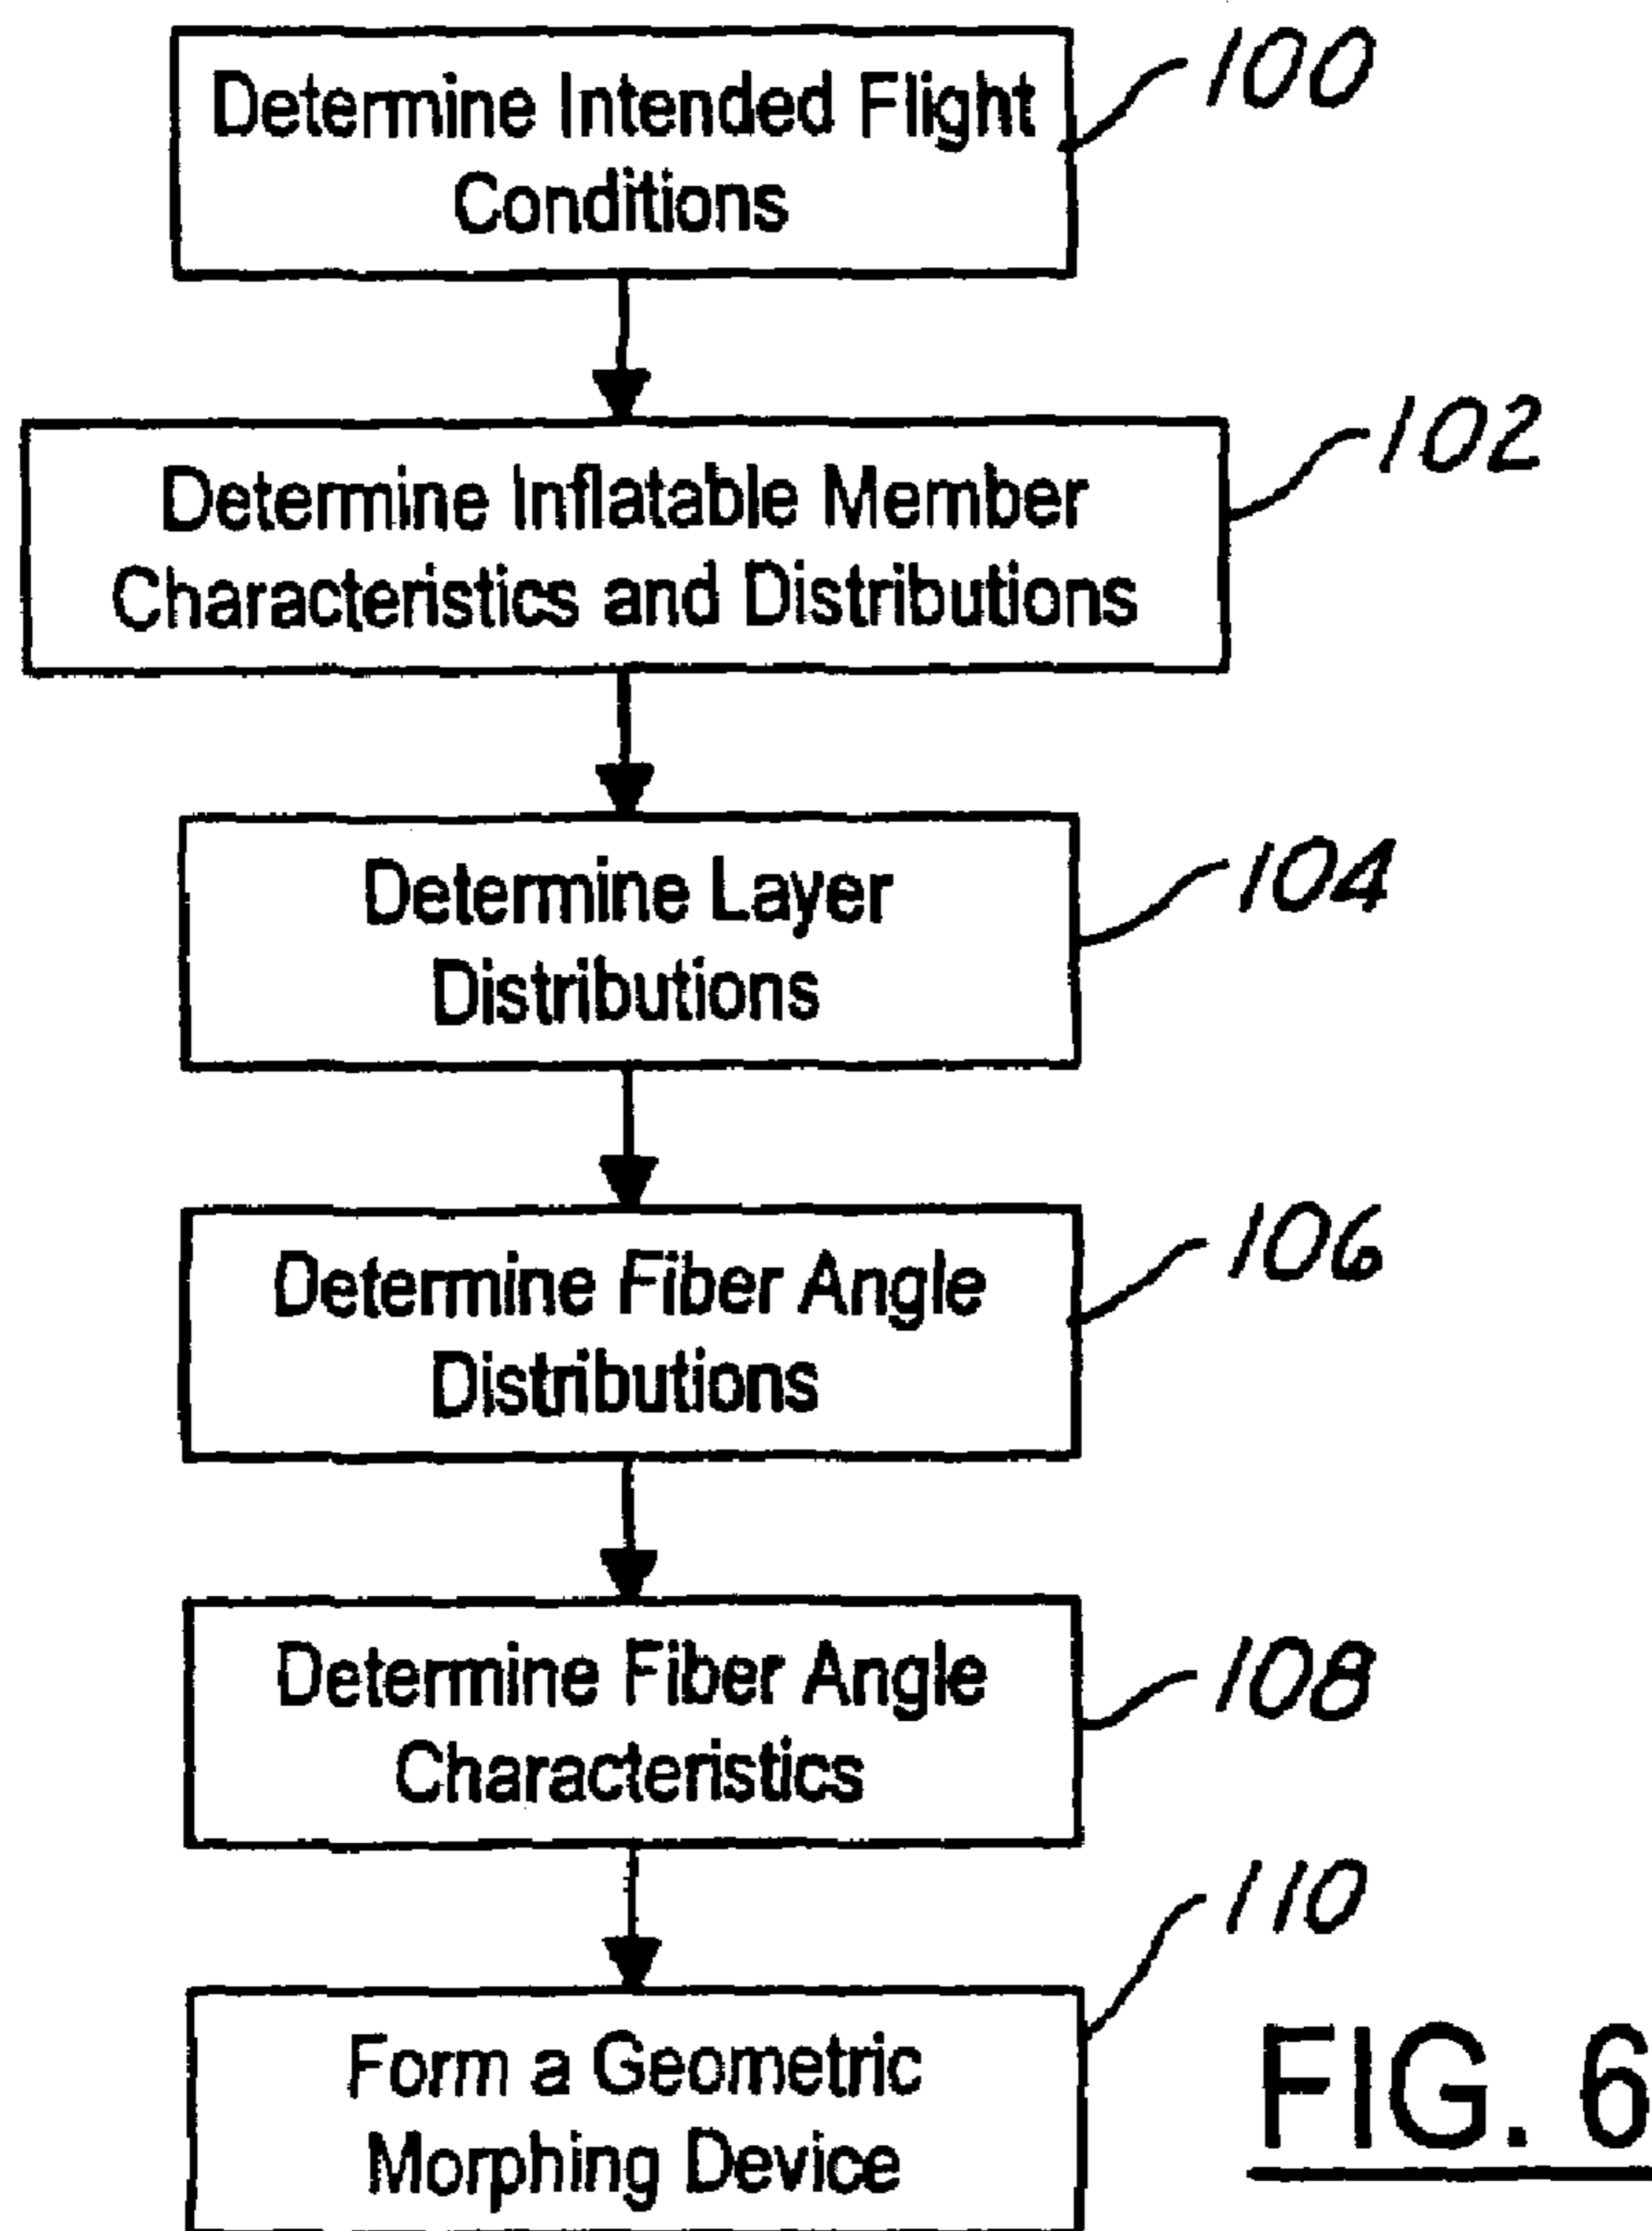 Determine Intended Flight
Conditions
100
Determine Inflatable Member
Characteristics and Distributions
102
Determine Layer
Distributions
104
Determine Fiber Angle
Distributions
106
Determine Fiber Angle
Characteristics
108
Form a Geometric
Morphing Device
110
FIG. 6